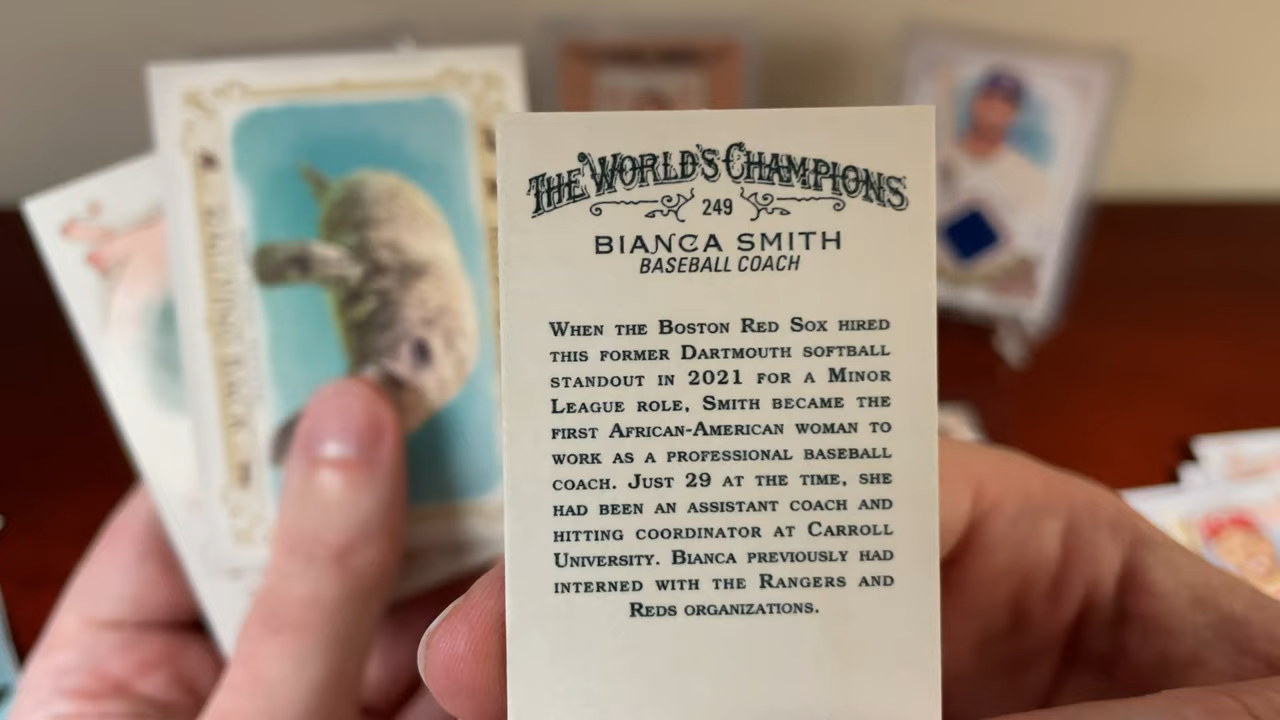 THE WORLD'S CHAMPIONS
249
BIANCA SMITH
BASEBALL COACH
WHEN THE BOSTON RED SOX HIRED
THIS FORMER DARTMOUTH SOFTBALL
STANDOUT IN 2021 FOR A MINOR
LEAGUE ROLE, SMITH BECAME THE
FIRST AFRICAN-AMERICAN WOMAN TO
WORK AS A PROFESSIONAL BASEBALL
COACH. JUST 29 AT THE TIME, SHE
HAD BEEN AN ASSISTANT COACH AND
HITTING COORDINATOR AT CARROLL
UNIVERSITY. BIANCA PREVIOUSLY HAD
INTERNED WITH THE RANGERS AND
REDS ORGANIZATIONS.